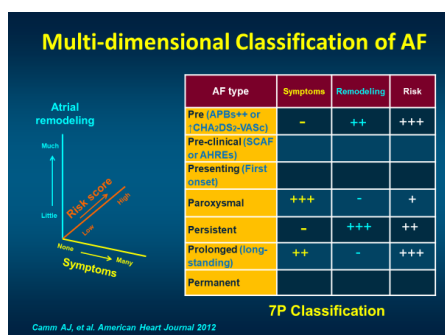 Multi-dimensional Classification of AF
Atrial
remodeling
Much
Little
Risk score
High
Low
None
Many
Symptoms
AF type Symptoms Remodeling Risk
Pre (APBs++ or
↑CHA2DS2-VASc) - ++ +++
Pre-clinical (SCAF
or AHREs)
Presenting (First
onset)
Paroxysmal +++ - +
Persistent - +++ ++
Prolonged (long-
standing) ++ - +++
Permanent
7P Classification
Camm AJ, et al. American Heart Journal 2012